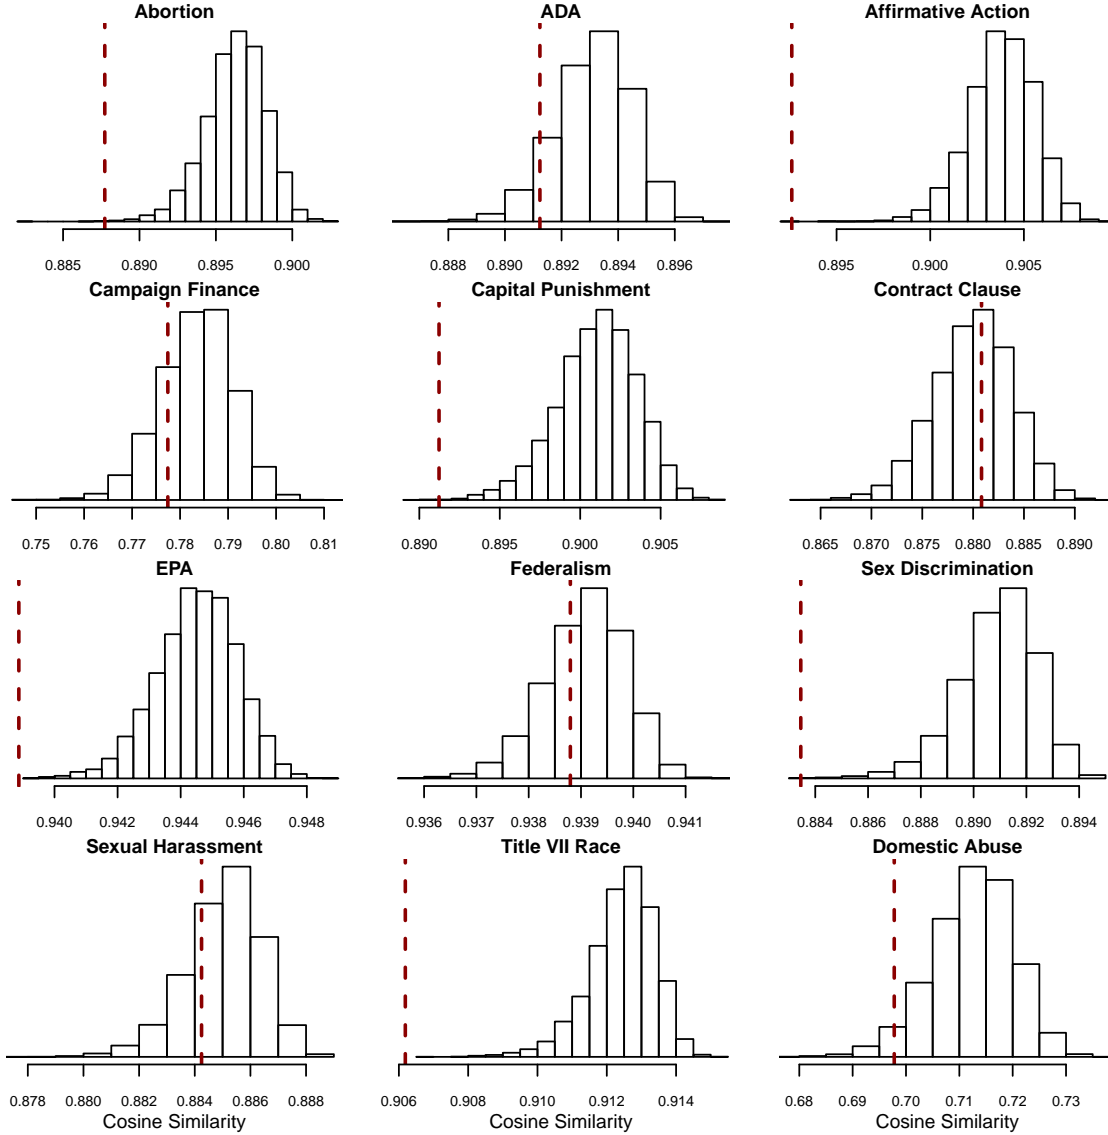 Abortion ADA Affirmative Action
0.885 0.890 0.895 0.900 0.888 0.890 0.892 0.894 0.896 0.895 0.900 0.905
Campaign Finance Capital Punishment Contract Clause
0.75 0.76 0.77 0.78 0.79 0.80 0.81 0.890 0.895 0.900 0.905 0.865 0.870 0.875 0.880 0.885 0.890
EPA Federalism Sex Discrimination
0.940 0.942 0.944 0.946 0.948 0.936 0.937 0.938 0.939 0.940 0.941 0.884 0.886 0.888 0.890 0.892 0.894
Sexual Harassment Title VII Race Domestic Abuse
0.878 0.880 0.882 0.884 0.886 0.888 0.906 0.908 0.910 0.912 0.914 0.68 0.69 0.70 0.71 0.72 0.73
Cosine Similarity Cosine Similarity Cosine Similarity